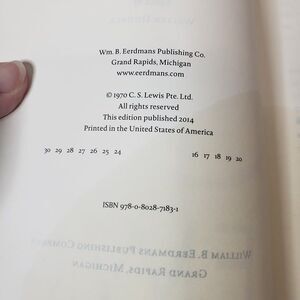 Wm. B. Eerdmans Publishing Co.
Grand Rapids, Michigan
www.eerdmans.com
© 1970 C. S. Lewis Pte. Ltd.
All rights reserved
This edition published 2014
Printed in the United States of America
30 29 28 27 26 25 24 16 17 18 19 20
ISBN 978-0-8028-7183-1
WILLIAM B. EERDMANS PUBLISHING COMPANY
GRAND RAPIDS, MICHIGAN